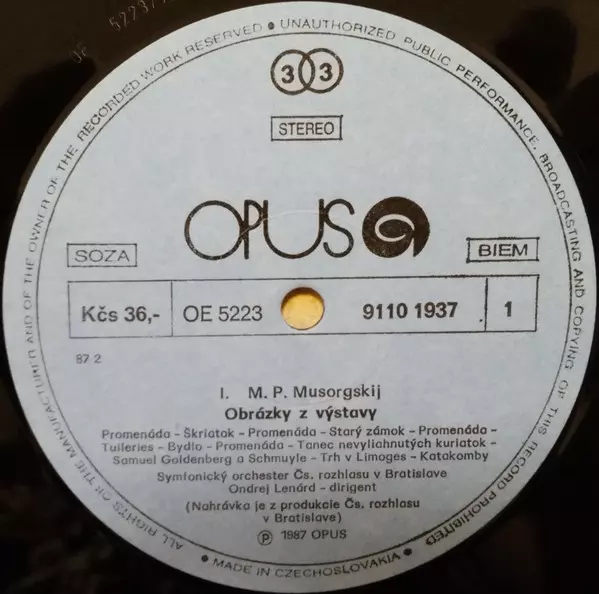 ALL RIGHTS OF THE MANUFACTURER AND OF THE OWNER OF THE RECORDED WORK RESERVED • UNAUTHORIZED PUBLIC PERFORMANCE, BROADCASTING AND COPYING OF THIS RECORD PROHIBITED
• MADE IN CZECHOSLOVAKIA •
33
STEREO
OPUS
SOZA
BIEM
Kčs 36,-
OE 5223
9110 1937
1
87 2
I. M. P. Musorgskij
Obrázky z výstavy
Promenáda – Škriatok – Promenáda – Starý zámok – Promenáda –
Tuileries – Bydlo – Promenáda – Tanec nevyliahnutých kuriatok –
Samuel Goldenberg a Schmuyle – Trh v Limoges – Katakomby
Symfonický orchester Čs. rozhlasu v Bratislave
Ondrej Lenárd – dirigent
(Nahrávka je z produkcie Čs. rozhlasu
v Bratislave)
Ⓟ 1987 OPUS